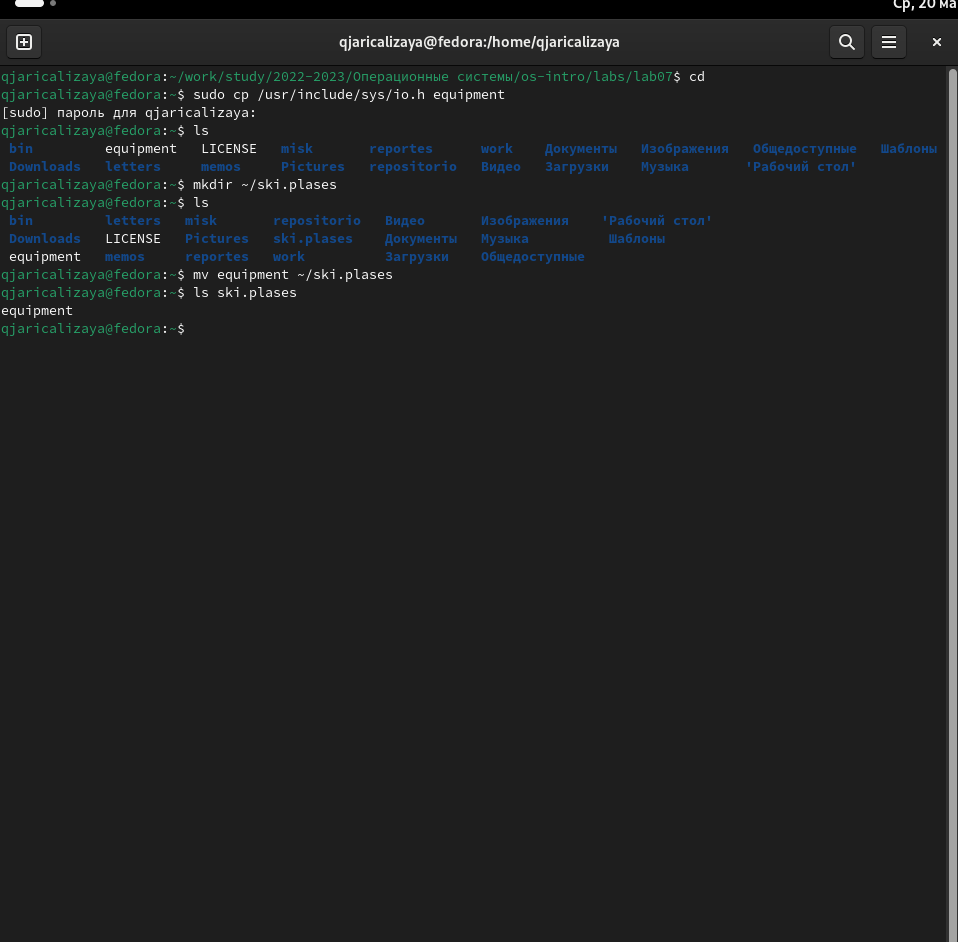 Ср, 20 ма
qjaricalizaya@fedora:/home/qjaricalizaya
qjaricalizaya@fedora:~/work/study/2022-2023/Операционные системы/os-intro/labs/lab07$ cd
qjaricalizaya@fedora:~$ sudo cp /usr/include/sys/io.h equipment
[sudo] пароль для qjaricalizaya:
qjaricalizaya@fedora:~$ ls
bin equipment LICENSE misk reportes work Документы Изображения Общедоступные Шаблоны
Downloads letters memos Pictures repositorio Видео Загрузки Музыка 'Рабочий стол'
qjaricalizaya@fedora:~$ mkdir ~/ski.plases
qjaricalizaya@fedora:~$ ls
bin letters misk repositorio Видео Изображения 'Рабочий стол'
Downloads LICENSE Pictures ski.plases Документы Музыка Шаблоны
equipment memos reportes work Загрузки Общедоступные
qjaricalizaya@fedora:~$ mv equipment ~/ski.plases
qjaricalizaya@fedora:~$ ls ski.plases
equipment
qjaricalizaya@fedora:~$